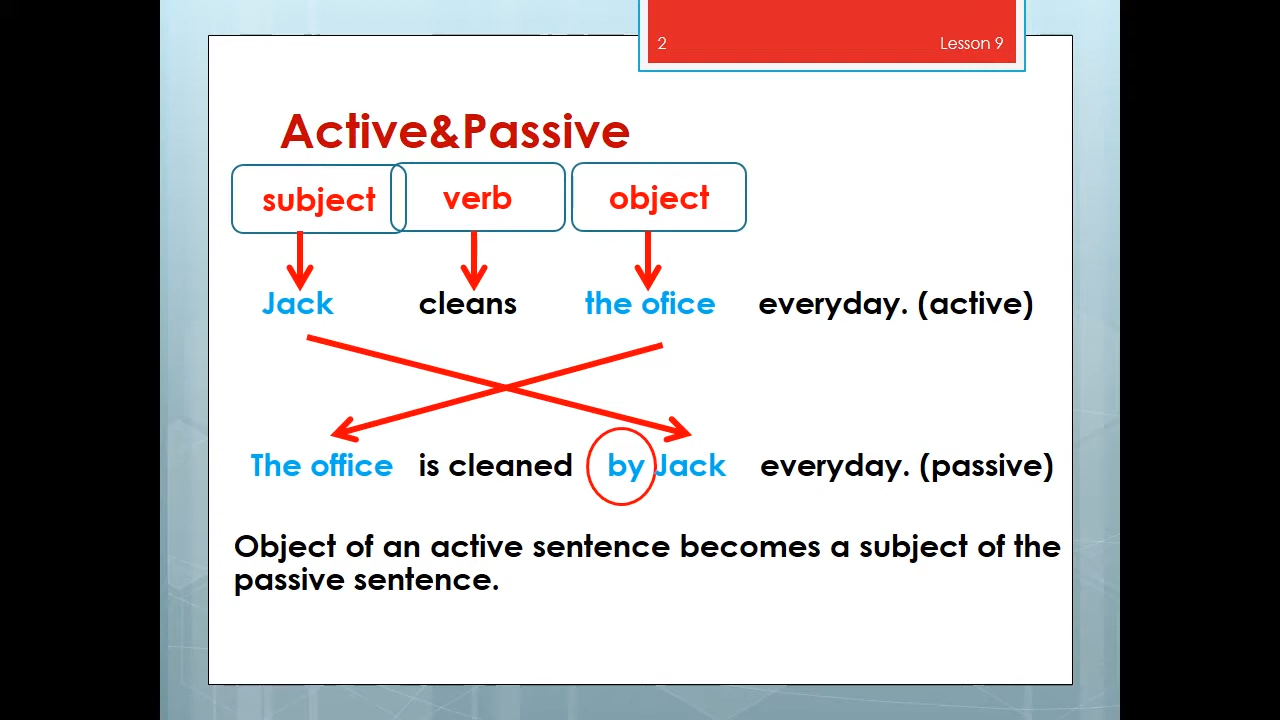 2 Lesson 9
Active&Passive
subject verb object
Jack cleans the ofice everyday. (active)
The office is cleaned by Jack everyday. (passive)
Object of an active sentence becomes a subject of the
passive sentence.